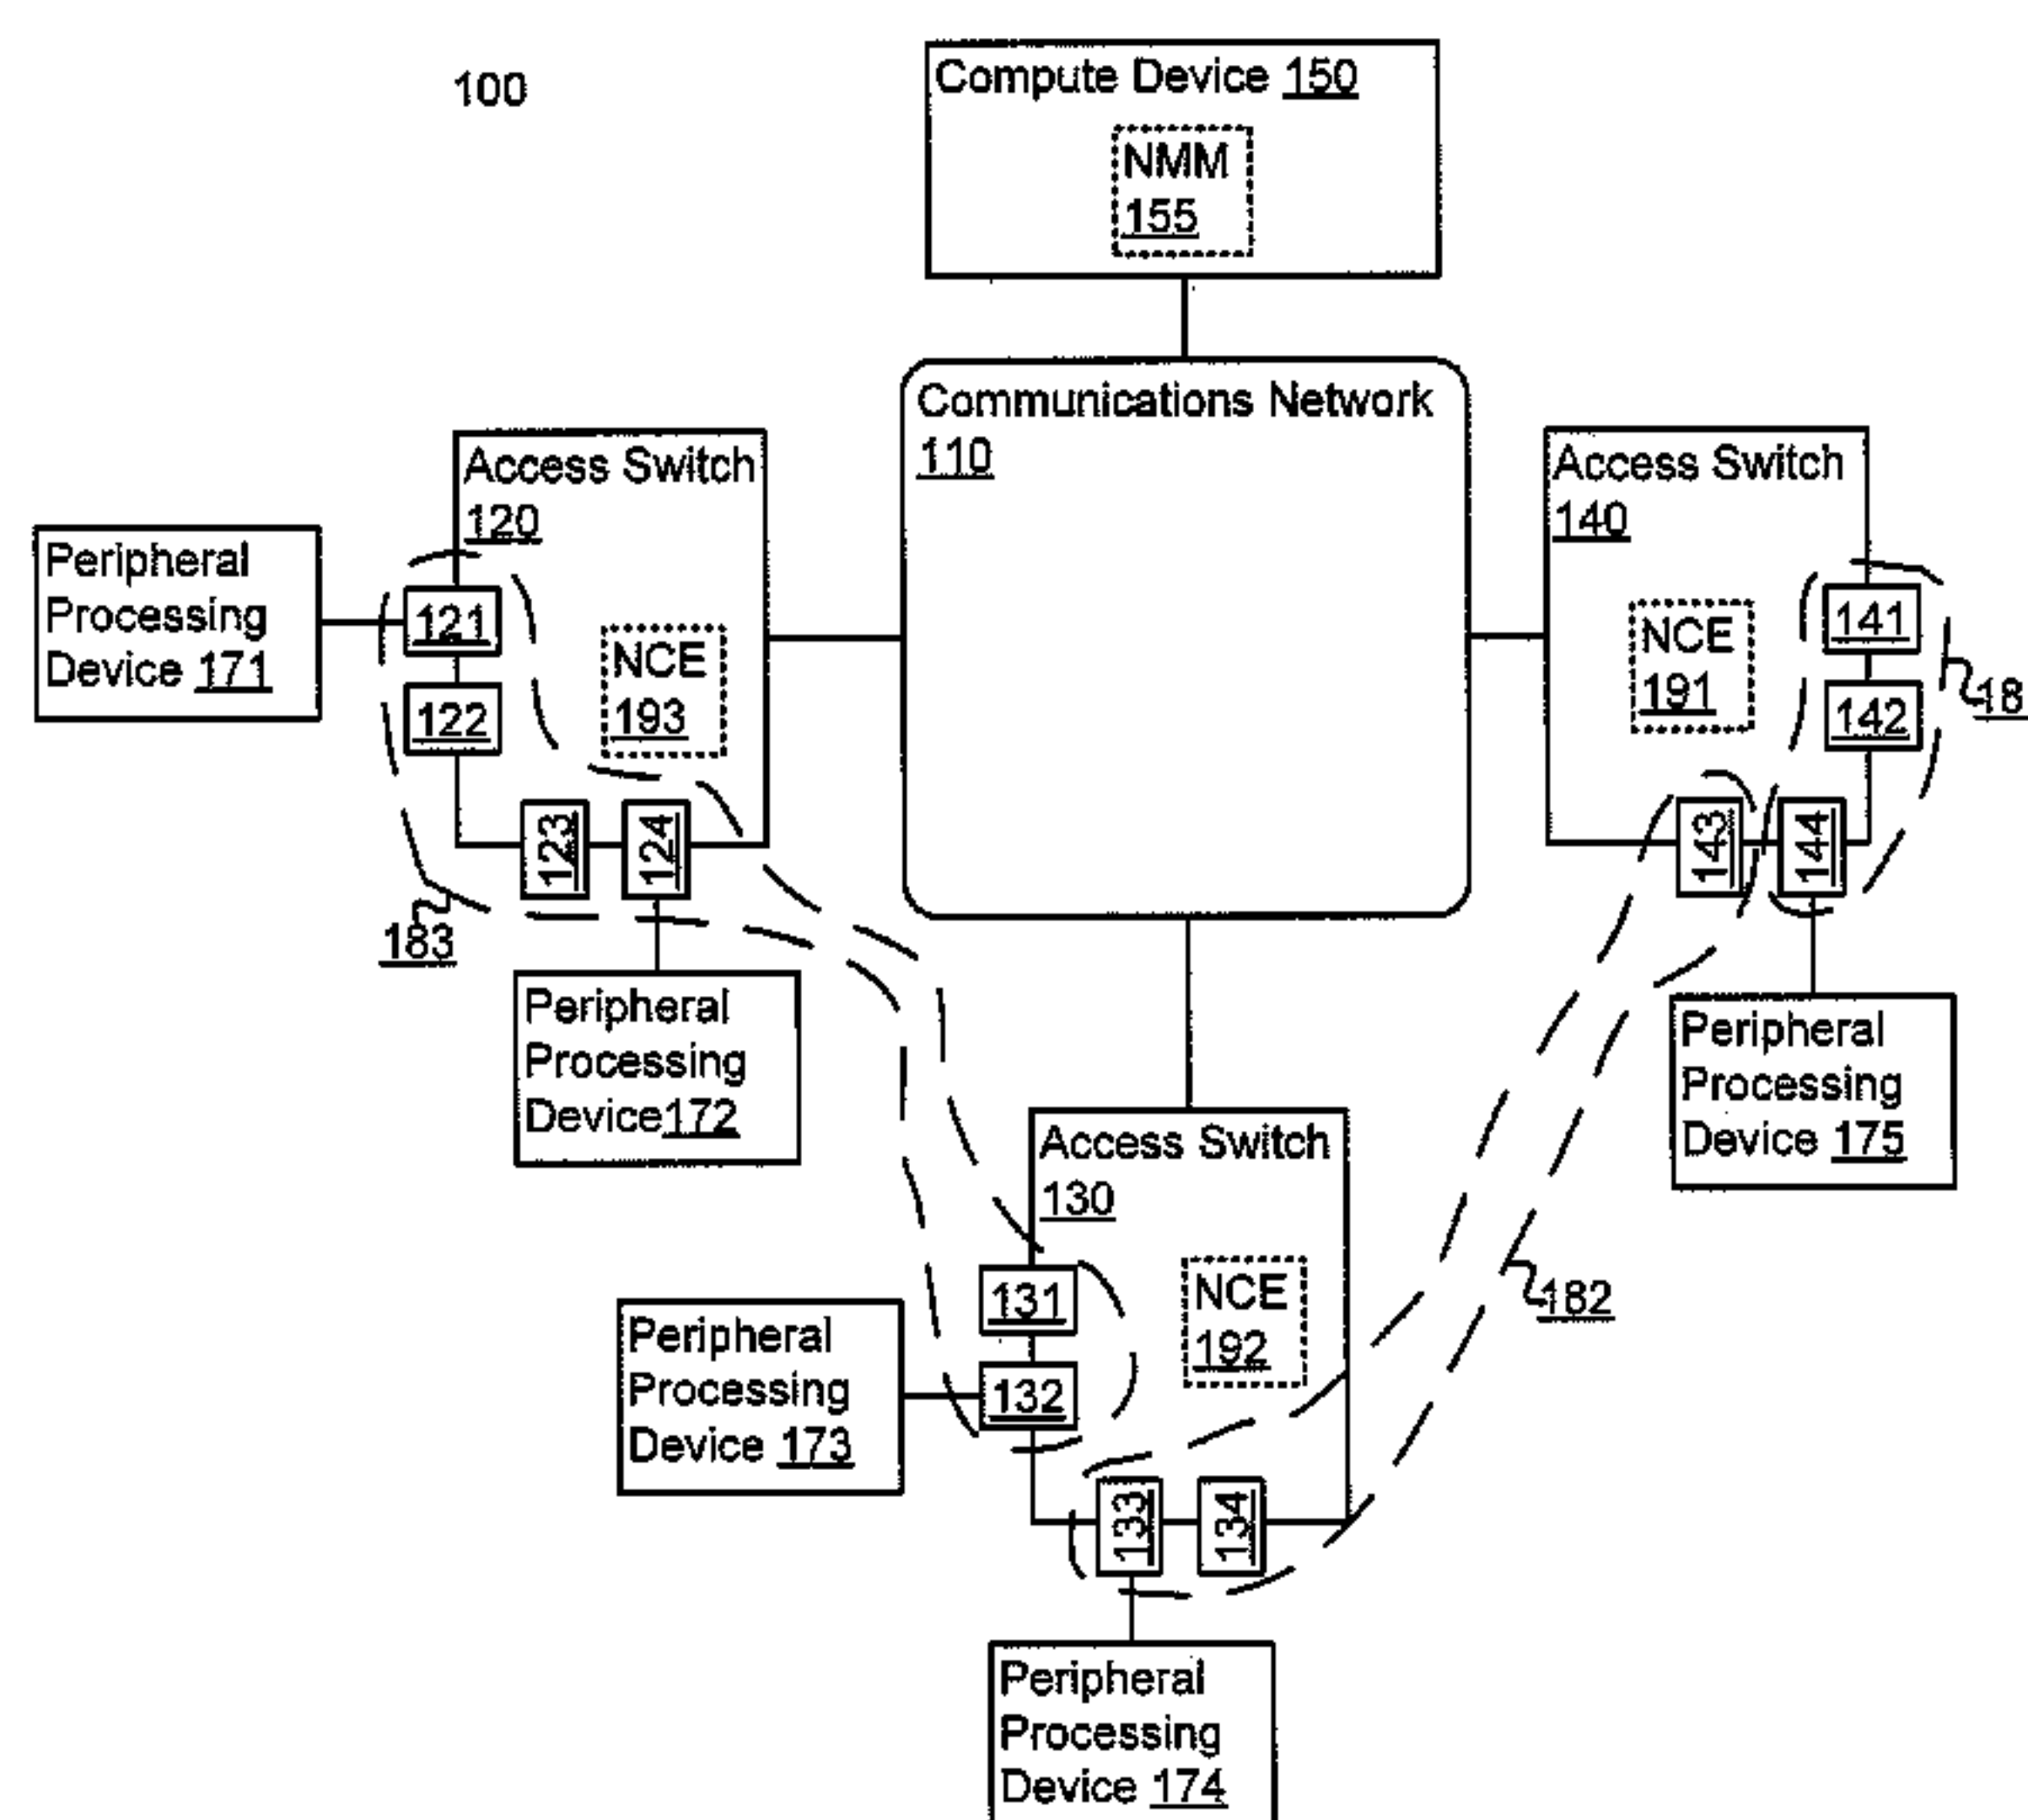 100
Compute Device 150
NMM
155
Communications Network
110
Access Switch
120
Access Switch
140
Peripheral
Processing
Device 171
121
122
NCE
193
NCE
191
141
142
18
123
124
143
144
183
Peripheral
Processing
Device172
Peripheral
Processing
Device 175
Access Switch
130
131
132
NCE
192
182
Peripheral
Processing
Device 173
133
134
Peripheral
Processing
Device 174